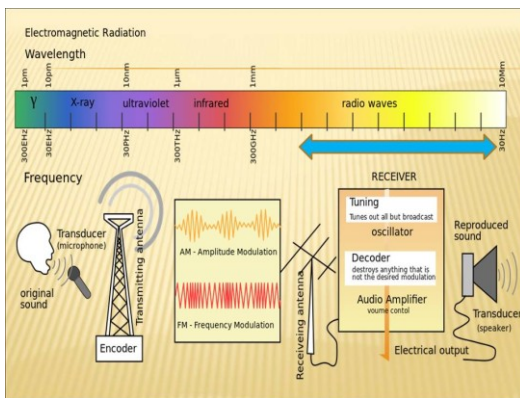 Electromagnetic Radiation
Wavelength
1pm
10pm
10nm
1μm
1mm
10Mm
γ
X-ray
ultraviolet
infrared
radio waves
300EHz
30EHz
30PHz
300THz
300GHz
30Hz
Frequency
Transducer
(microphone)
original
sound
Transmitting antenna
Encoder
AM - Amplitude Modulation
FM - Frequency Modulation
Receiveing antenna
RECEIVER
Tuning
Tunes out all but broadcast
oscillator
Decoder
destroys anything that is
not the desired modulation
Audio Amplifier
voume contol
Electrical output
Reproduced
sound
Transducer
(speaker)